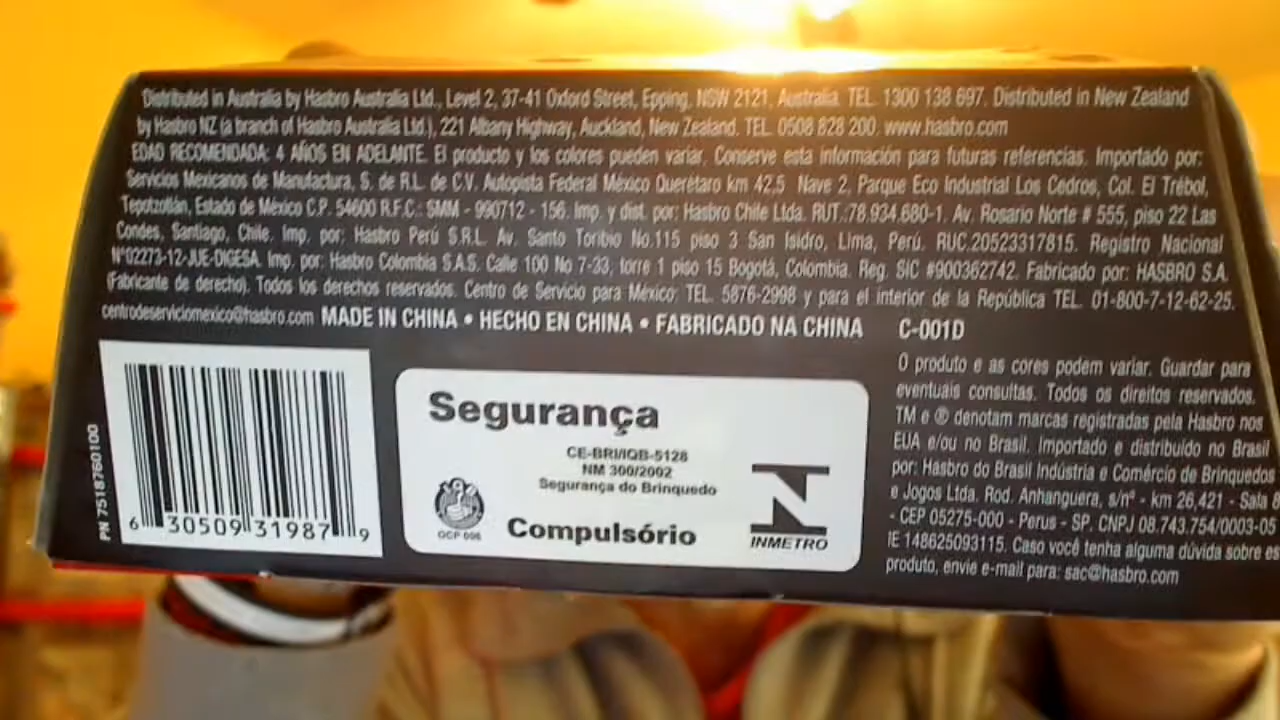 Distributed in Australia by Hasbro Australia Ltd., Level 2, 37-41 Oxford Street, Epping, NSW 2121, Australia. TEL. 1300 138 697. Distributed in New Zealand
by Hasbro NZ (a branch of Hasbro Australia Ltd.), 221 Albany Highway, Auckland, New Zealand. TEL. 0508 828 200. www.hasbro.com
EDAD RECOMENDADA: 4 AÑOS EN ADELANTE. El producto y los colores pueden variar. Conserve esta información para futuras referencias. Importado por:
Servicios Mexicanos de Manufactura, S. de R.L. de C.V. Autopista Federal México Querétaro km 42,5 Nave 2, Parque Eco Industrial Los Cedros, Col. El Trébol,
Tepotzotlán, Estado de México C.P. 54600 R.F.C.: SMM - 990712 - 156. Imp. y dist. por: Hasbro Chile Ltda. RUT.:78.934.680-1. Av. Rosario Norte # 555, piso 22 Las
Condes, Santiago, Chile. Imp. por: Hasbro Perú S.R.L. Av. Santo Toribio No.115 piso 3 San Isidro, Lima, Perú. RUC.20523317815. Registro Nacional
N°02273-12-JUE-DIGESA. Imp. por: Hasbro Colombia S.A.S. Calle 100 No 7-33, torre 1 piso 15 Bogotá, Colombia. Reg. SIC #900362742. Fabricado por: HASBRO S.A.
(Fabricante de derecho). Todos los derechos reservados. Centro de Servicio para México: TEL. 5876-2998 y para el interior de la República TEL. 01-800-7-12-62-25.
centrodeserviciomexico@hasbro.com MADE IN CHINA • HECHO EN CHINA • FABRICADO NA CHINA C-001D
PN 7518760100
6 30509 31987 9
Segurança
CE-BRI/IQB-5128
NM 300/2002
Segurança do Brinquedo
OCP 006
Compulsório
INMETRO
O produto e as cores podem variar. Guardar para
eventuais consultas. Todos os direitos reservados.
TM e ® denotam marcas registradas pela Hasbro nos
EUA e/ou no Brasil. Importado e distribuído no Brasil
por: Hasbro do Brasil Indústria e Comércio de Brinquedos
e Jogos Ltda. Rod. Anhanguera, s/nº - km 26,421 - Sala
- CEP 05275-000 - Perus - SP. CNPJ 08.743.754/0003-05
IE 148625093115. Caso você tenha alguma dúvida sobre es
produto, envie e-mail para: sac@hasbro.com